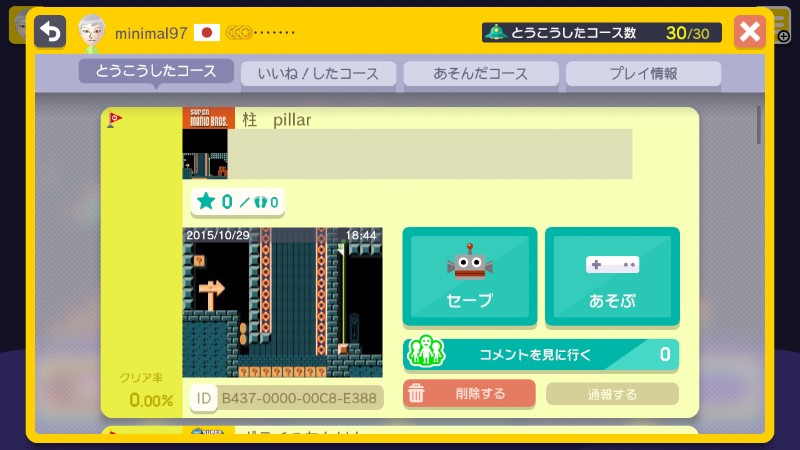 minimal97
とうこうしたコース数 30/30
とうこうしたコース
いいね!したコース
あそんだコース
プレイ情報
SUPER
MARIO BROS.
柱 pillar
0 / 0
2015/10/29 18:44
セーブ
あそぶ
コメントを見に行く 0
クリア率
0.00%
ID B437-0000-00C8-E388
削除する
通報する